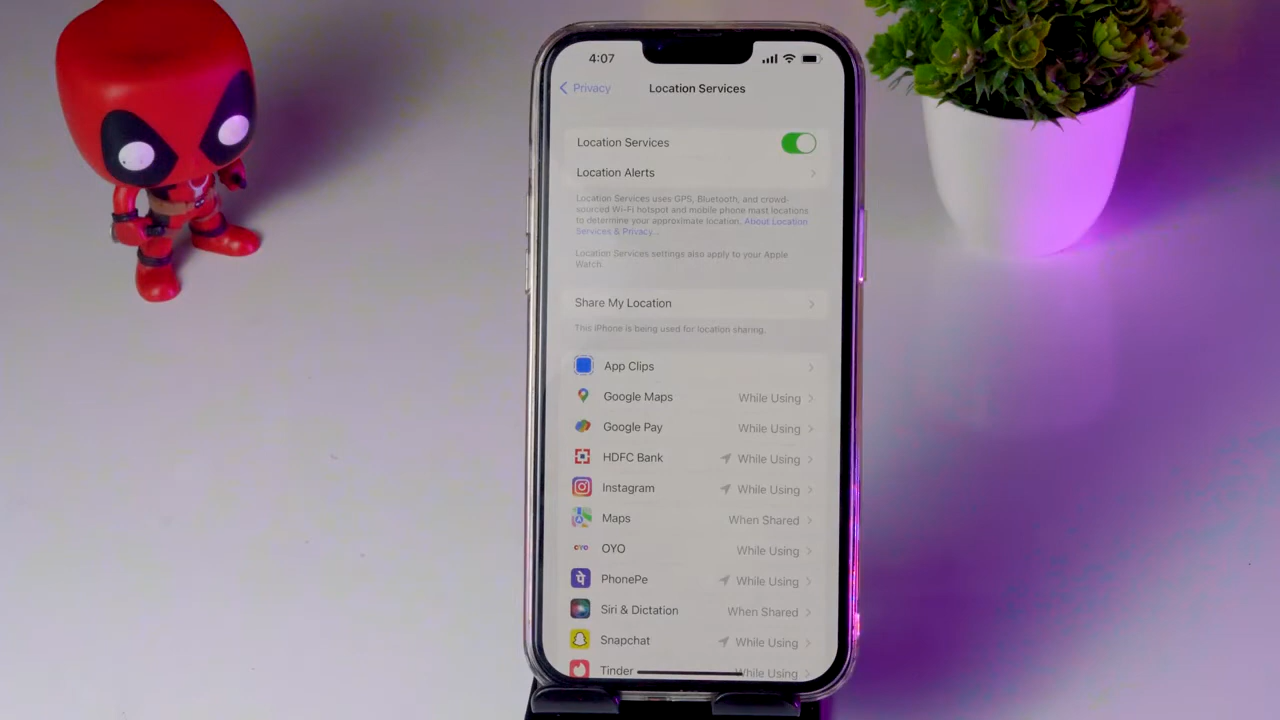 4:07
Privacy
Location Services
Location Services
Location Alerts
Location Services uses GPS, Bluetooth, and crowd-
sourced Wi-Fi hotspot and mobile phone mast locations
to determine your approximate location. About Location
Services & Privacy...
Location Services settings also apply to your Apple
Watch.
Share My Location
This iPhone is being used for location sharing.
App Clips
Google Maps While Using
Google Pay While Using
HDFC Bank While Using
Instagram While Using
Maps When Shared
OYO OYO While Using
PhonePe While Using
Siri & Dictation When Shared
Snapchat While Using
Tinder While Using